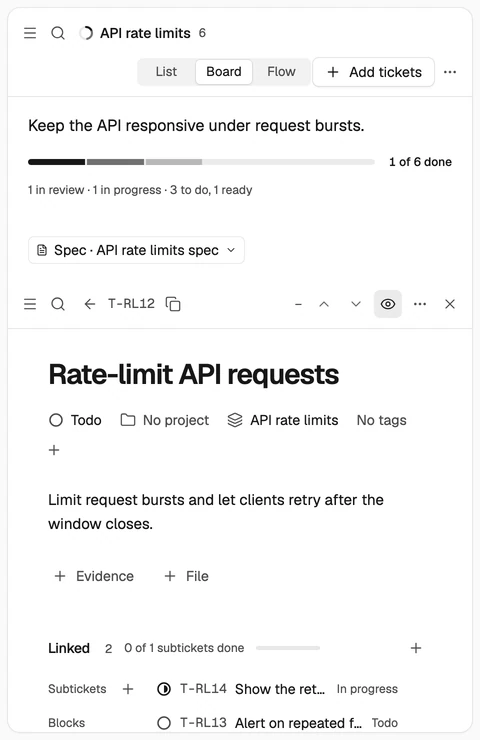 API rate limits 6
List Board Flow + Add tickets ···
Keep the API responsive under request bursts.
1 of 6 done
1 in review · 1 in progress · 3 to do, 1 ready
Spec · API rate limits spec
T-RL12
Rate-limit API requests
Todo No project API rate limits No tags
+
Limit request bursts and let clients retry after the
window closes.
+ Evidence + File
Linked 2 0 of 1 subtickets done +
Subtickets + T-RL14 Show the ret… In progress
Blocks T-RL13 Alert on repeated f… Todo